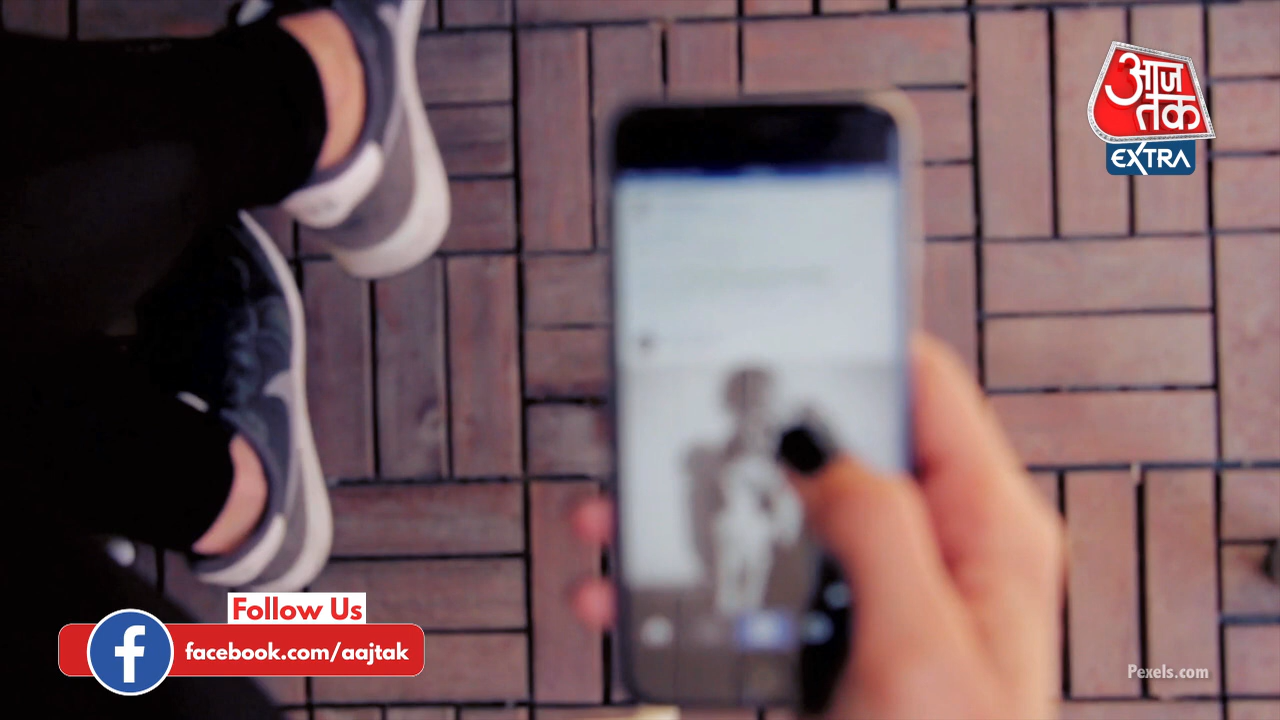 आज
तक
EXTRA
Follow Us
facebook.com/aajtak
Pexels.com